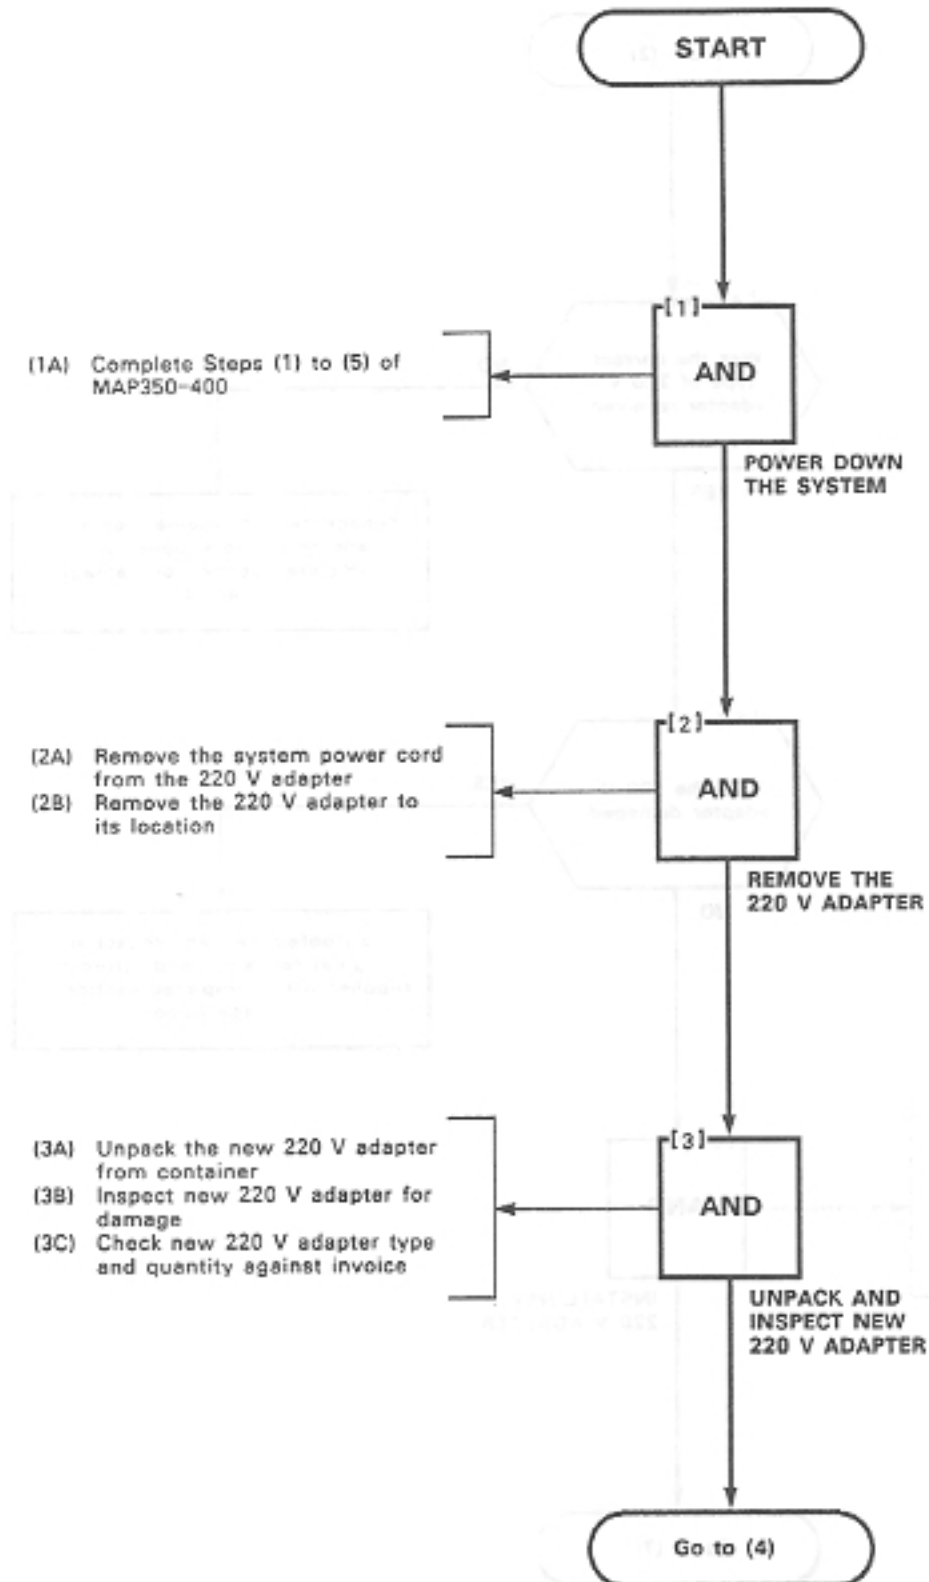 START
[1]
AND
(1A) Complete Steps (1) to (5) of
MAP350-400
POWER DOWN
THE SYSTEM
[2]
AND
(2A) Remove the system power cord
from the 220 V adapter
(2B) Remove the 220 V adapter to
its location
REMOVE THE
220 V ADAPTER
[3]
AND
(3A) Unpack the new 220 V adapter
from container
(3B) Inspect new 220 V adapter for
damage
(3C) Check new 220 V adapter type
and quantity against invoice
UNPACK AND
INSPECT NEW
220 V ADAPTER
Go to (4)